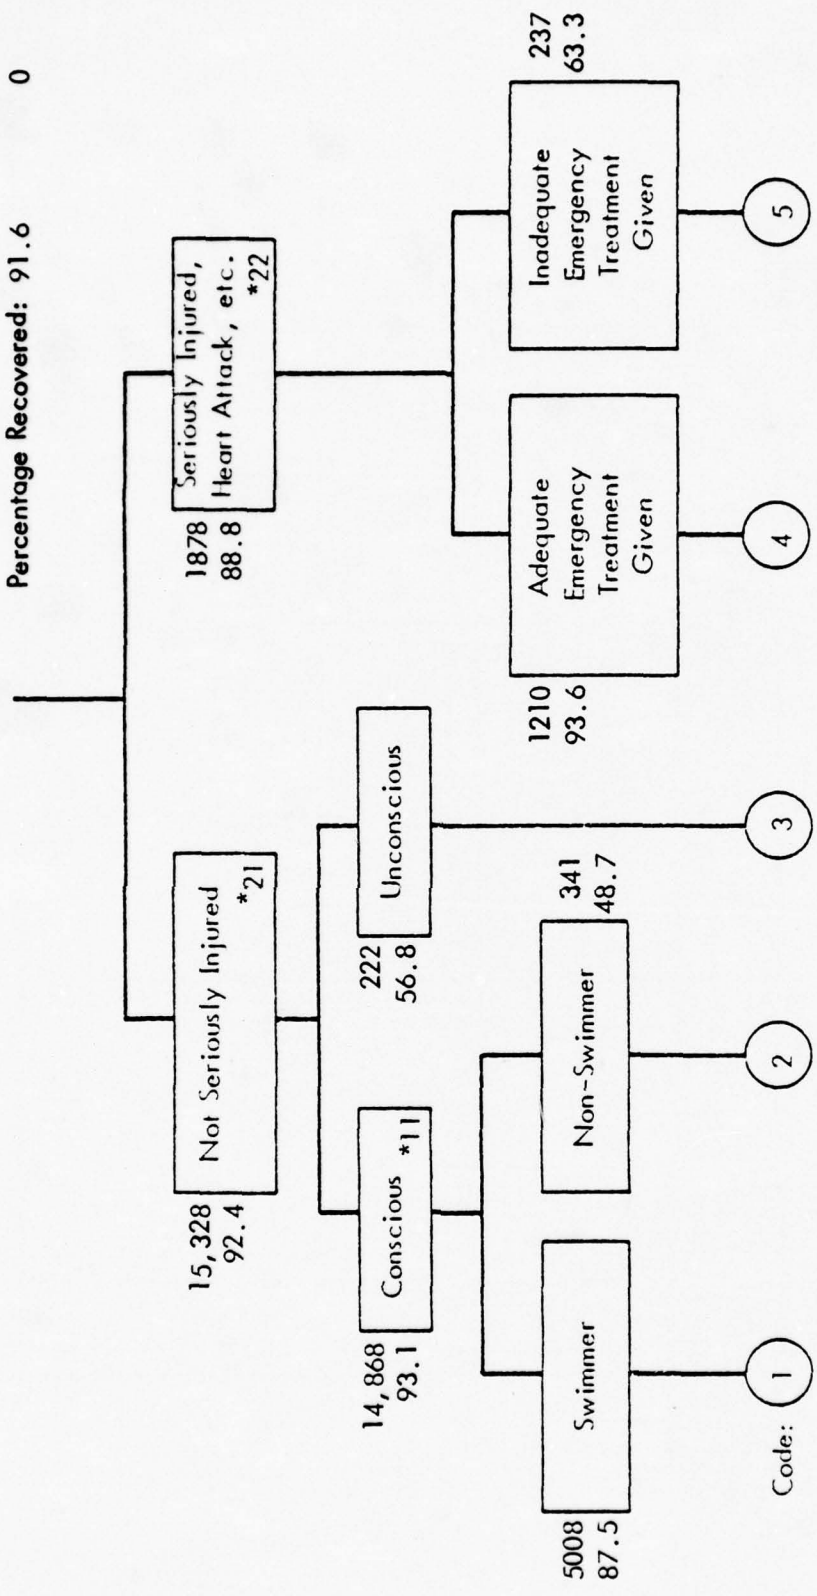 Percentage Recovered: 91.6 0
15,328
92.4
Not Seriously Injured
*21
1878
88.8
Seriously Injured,
Heart Attack, etc.
*22
14,868
93.1
Conscious
*11
222
56.8
Unconscious
5008
87.5
Swimmer
Non-Swimmer
341
48.7
1210
93.6
Adequate
Emergency
Treatment
Given
Inadequate
Emergency
Treatment
Given
237
63.3
Code: 1 2 3 4 5